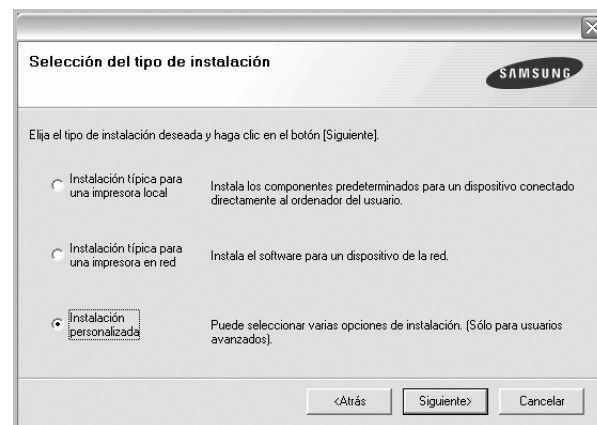 Selección del tipo de instalación
SAMSUNG
Elija el tipo de instalación deseada y haga clic en el botón [Siguiente].
Instalación típica para
una impresora local
Instala los componentes predeterminados para un dispositivo conectado
directamente al ordenador del usuario.
Instalación típica para
una impresora en red
Instala el software para un dispositivo de la red.
Instalación
personalizada
Puede seleccionar varias opciones de instalación. (Sólo para usuarios
avanzados).
<Atrás
Siguiente>
Cancelar